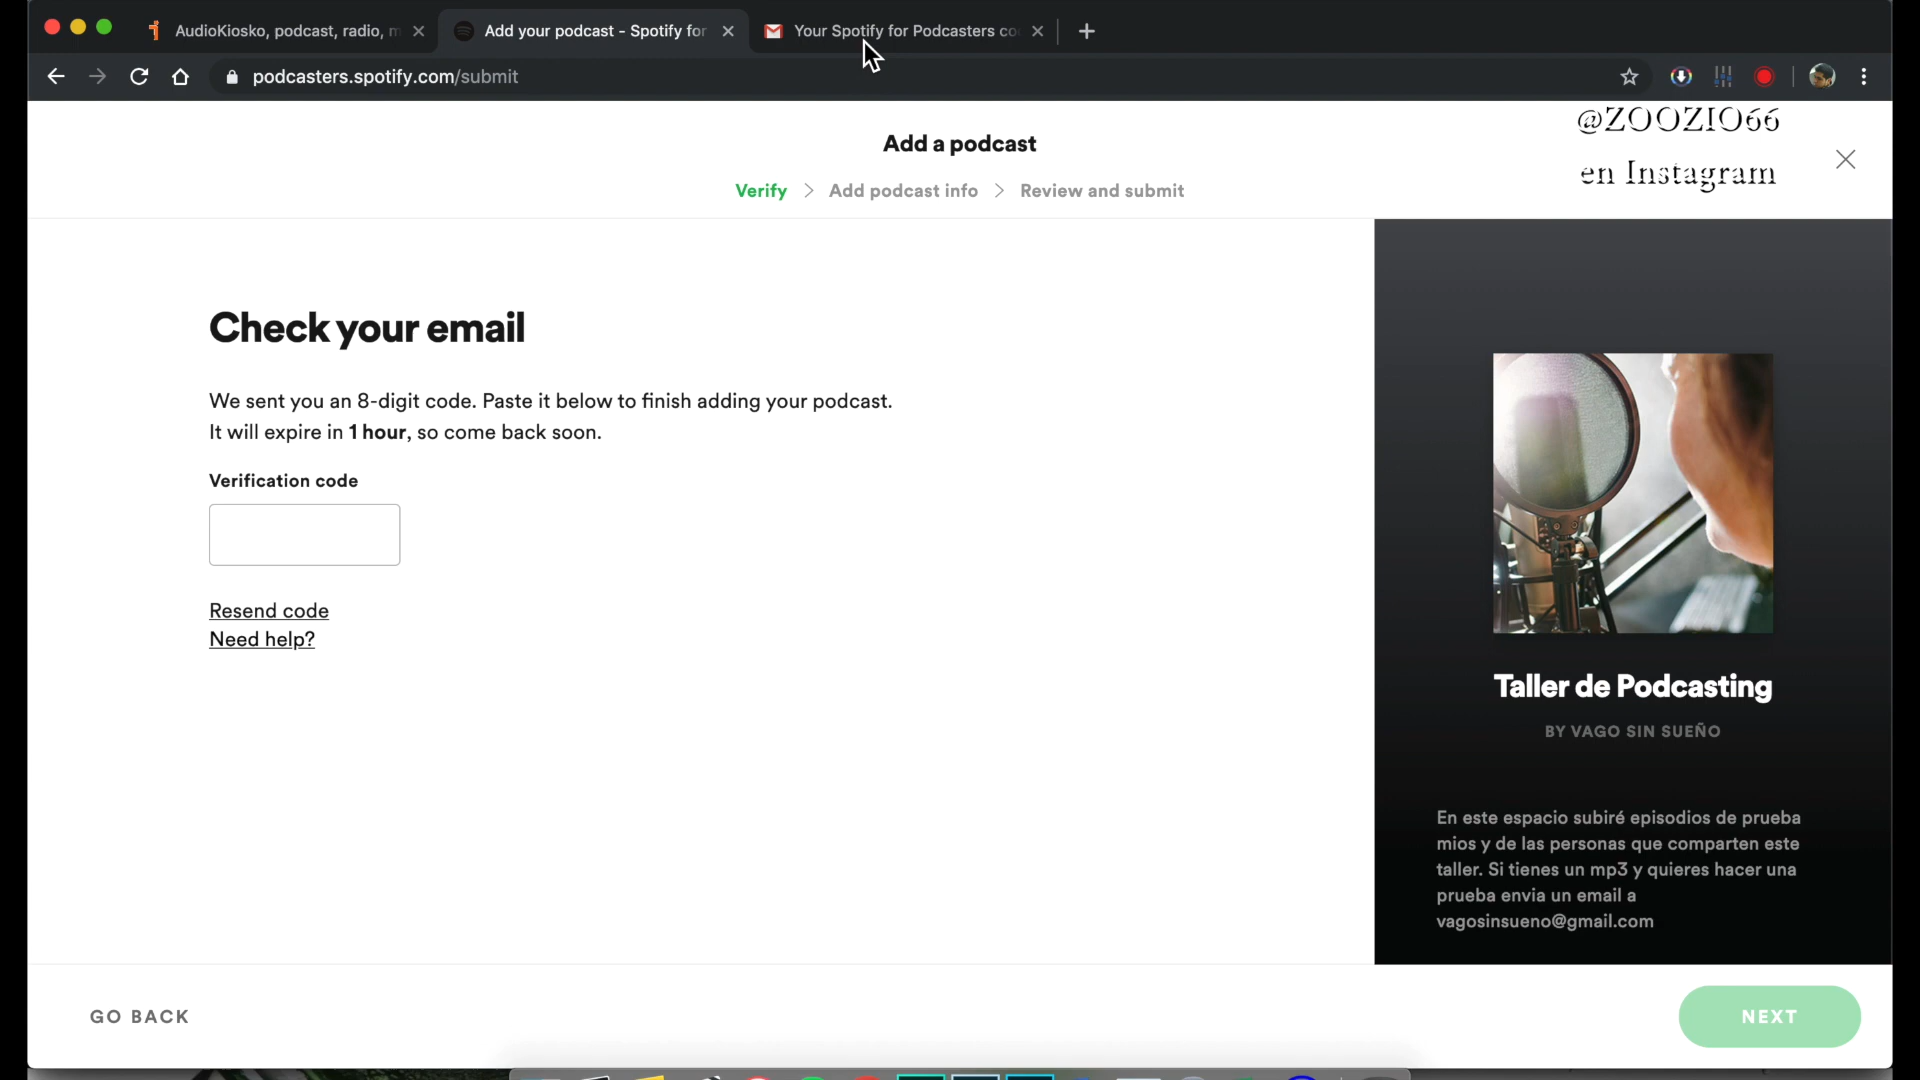 AudioKiosko, podcast, radio, m
Add your podcast - Spotify for
Your Spotify for Podcasters co
podcasters.spotify.com/submit
@ZOOZIO66
en Instagram
Add a podcast
Verify > Add podcast info > Review and submit
Check your email
We sent you an 8-digit code. Paste it below to finish adding your podcast.
It will expire in 1 hour, so come back soon.
Verification code
Resend code
Need help?
Taller de Podcasting
BY VAGO SIN SUEÑO
En este espacio subiré episodios de prueba
mios y de las personas que comparten este
taller. Si tienes un mp3 y quieres hacer una
prueba envia un email a
vagosinsueno@gmail.com
GO BACK
NEXT